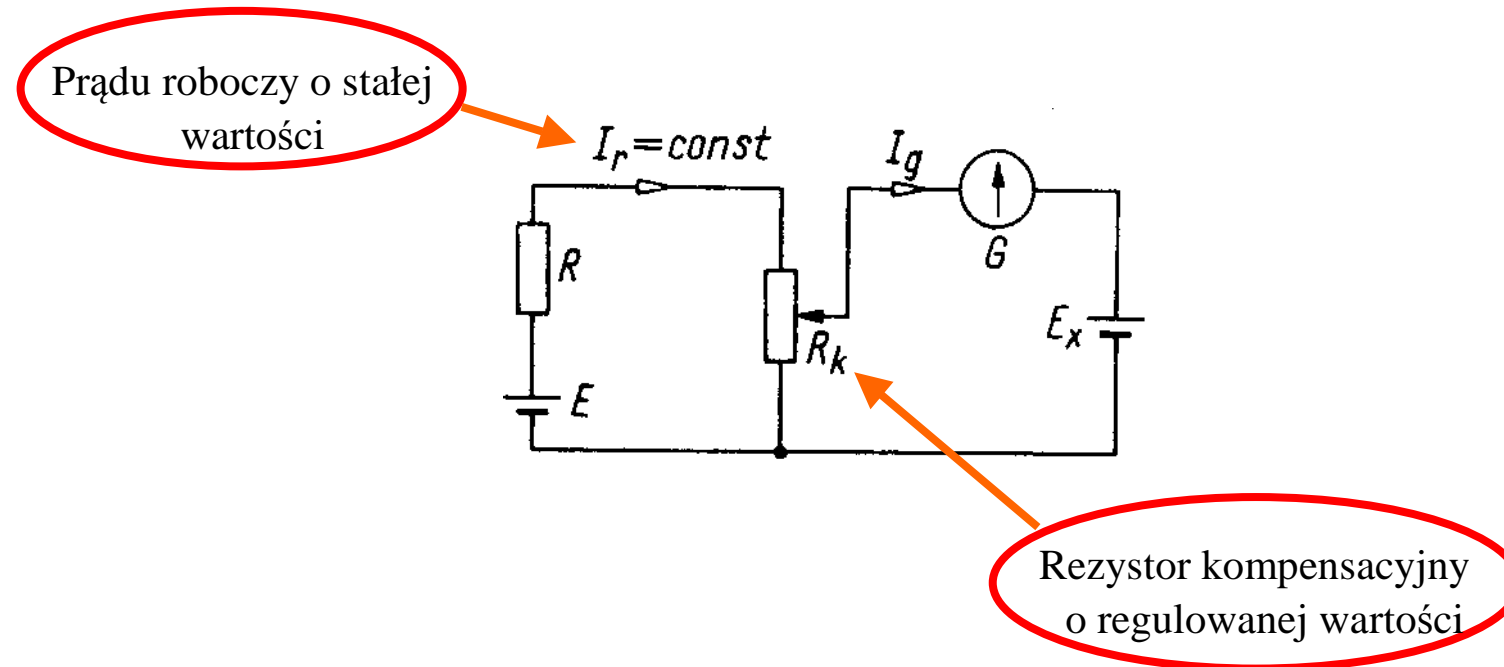 Prądu roboczy o stałej
wartości
I_r=const
I_g
G
R
R_k
E_x
E
Rezystor kompensacyjny
o regulowanej wartości